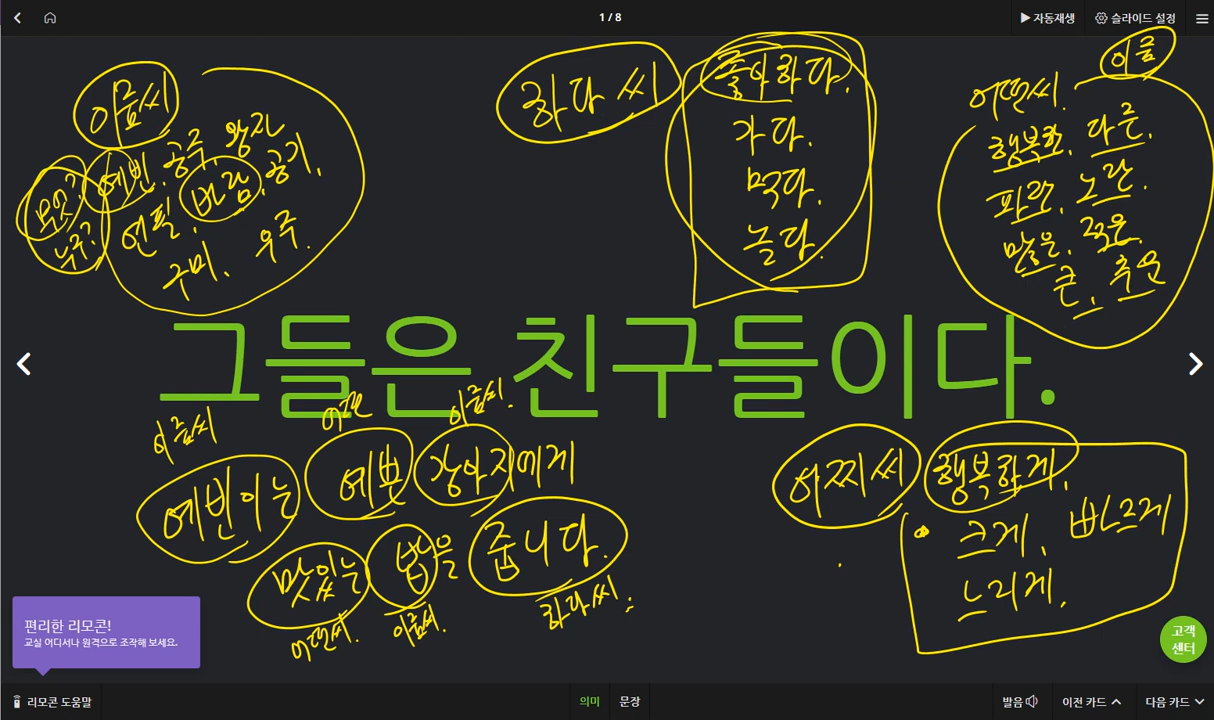 1 / 8
▶ 자동재생
슬라이드 설정
이름씨
무엇?
누구?
예빈, 공주, 왕자
연필, 바람, 공기,
구미, 우주.
하다 씨
좋아하다.
가다.
먹다.
놀다.
이름
어떤씨.
행복한, 다른,
파란, 노란,
많은, 적은,
큰, 추운
그들은 친구들이다.
이름씨
어떤
이름씨.
예빈이는 예쁜 강아지에게
맛있는 밥을 줍니다.
어떤씨.
이름씨.
하다씨.
어찌씨
행복하게,
크게, 빠르게
느리게,
편리한 리모콘!
교실 어디서나 원격으로 조작해 보세요.
고객
센터
리모콘 도움말
의미
문장
발음
이전 카드
다음 카드